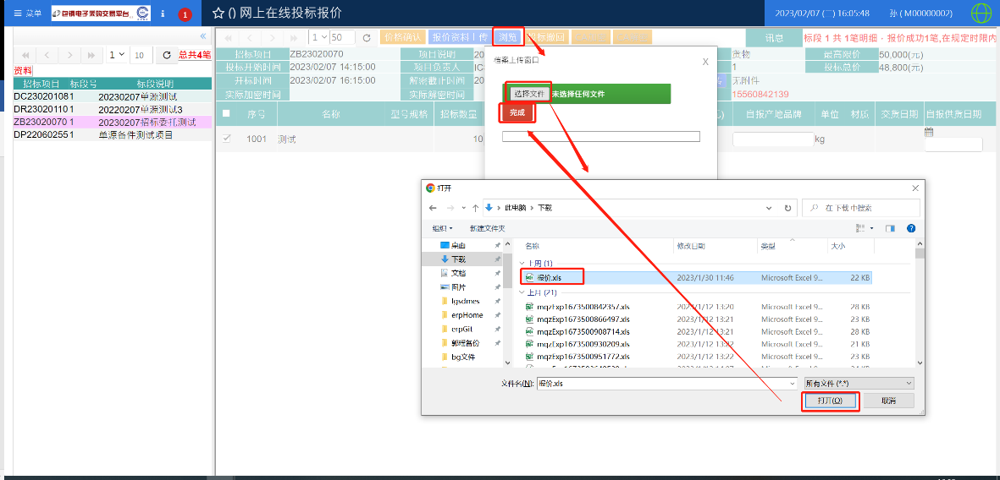 菜单 包钢电子采购交易平台 1 () 网上在线投标报价 2023/02/07 (二) 16:05:48 孙 ( M00000002)
1 10 总共4笔
资料
招标项目 标段号 标段说明
DC23020108 1 20230207单源测试
DR23020110 1 20220207单源测试3
ZB23020070 1 20230207招标委托测试
DP22060255 1 单源备件测试项目
1 50 价格确认 报价资料上传 浏览 投标撤回 讯息 标段 1 共 1笔明细 - 报价成功1笔,在规定时限内
招标项目 ZB23020070 项目说明 20 货物 最高限价 50,000(元)
投标开始时间 2023/02/07 14:15:00 项目负责人 IC 1 投标总价 48,800(元)
开标时间 2023/02/07 16:15:00 解密截止时间 20 无附件
实际加密时间 实际解密时间 15560842139
序号 名称 型号规格 招标数量 自报产地品牌 单位 材质 交货日期 自报供货日期
1001 测试 10 kg
档案上传窗口 X
选择文件 未选择任何文件
完成
打开
此电脑 下载 在 下载 中搜索
组织 新建文件夹
桌面
下载
文档
图片
lgsdmes
erpHome
erpGit
郭程备份
bg文件
名称 修改日期 类型 大小
上周 (1)
报价.xls 2023/1/30 11:46 Microsoft Excel 9... 22 KB
上月 (21)
mqzExp1673500842357.xls 2023/1/12 13:20 Microsoft Excel 9... 28 KB
mqzExp1673500866497.xls 2023/1/12 13:21 Microsoft Excel 9... 23 KB
mqzExp1673500908714.xls 2023/1/12 13:21 Microsoft Excel 9... 28 KB
mqzExp1673500930209.xls 2023/1/12 13:22 Microsoft Excel 9... 21 KB
mqzExp1673500951772.xls 2023/1/12 13:22 Microsoft Excel 9... 28 KB
文件名(N): 报价.xls 所有文件 (*.*)
打开(O) 取消